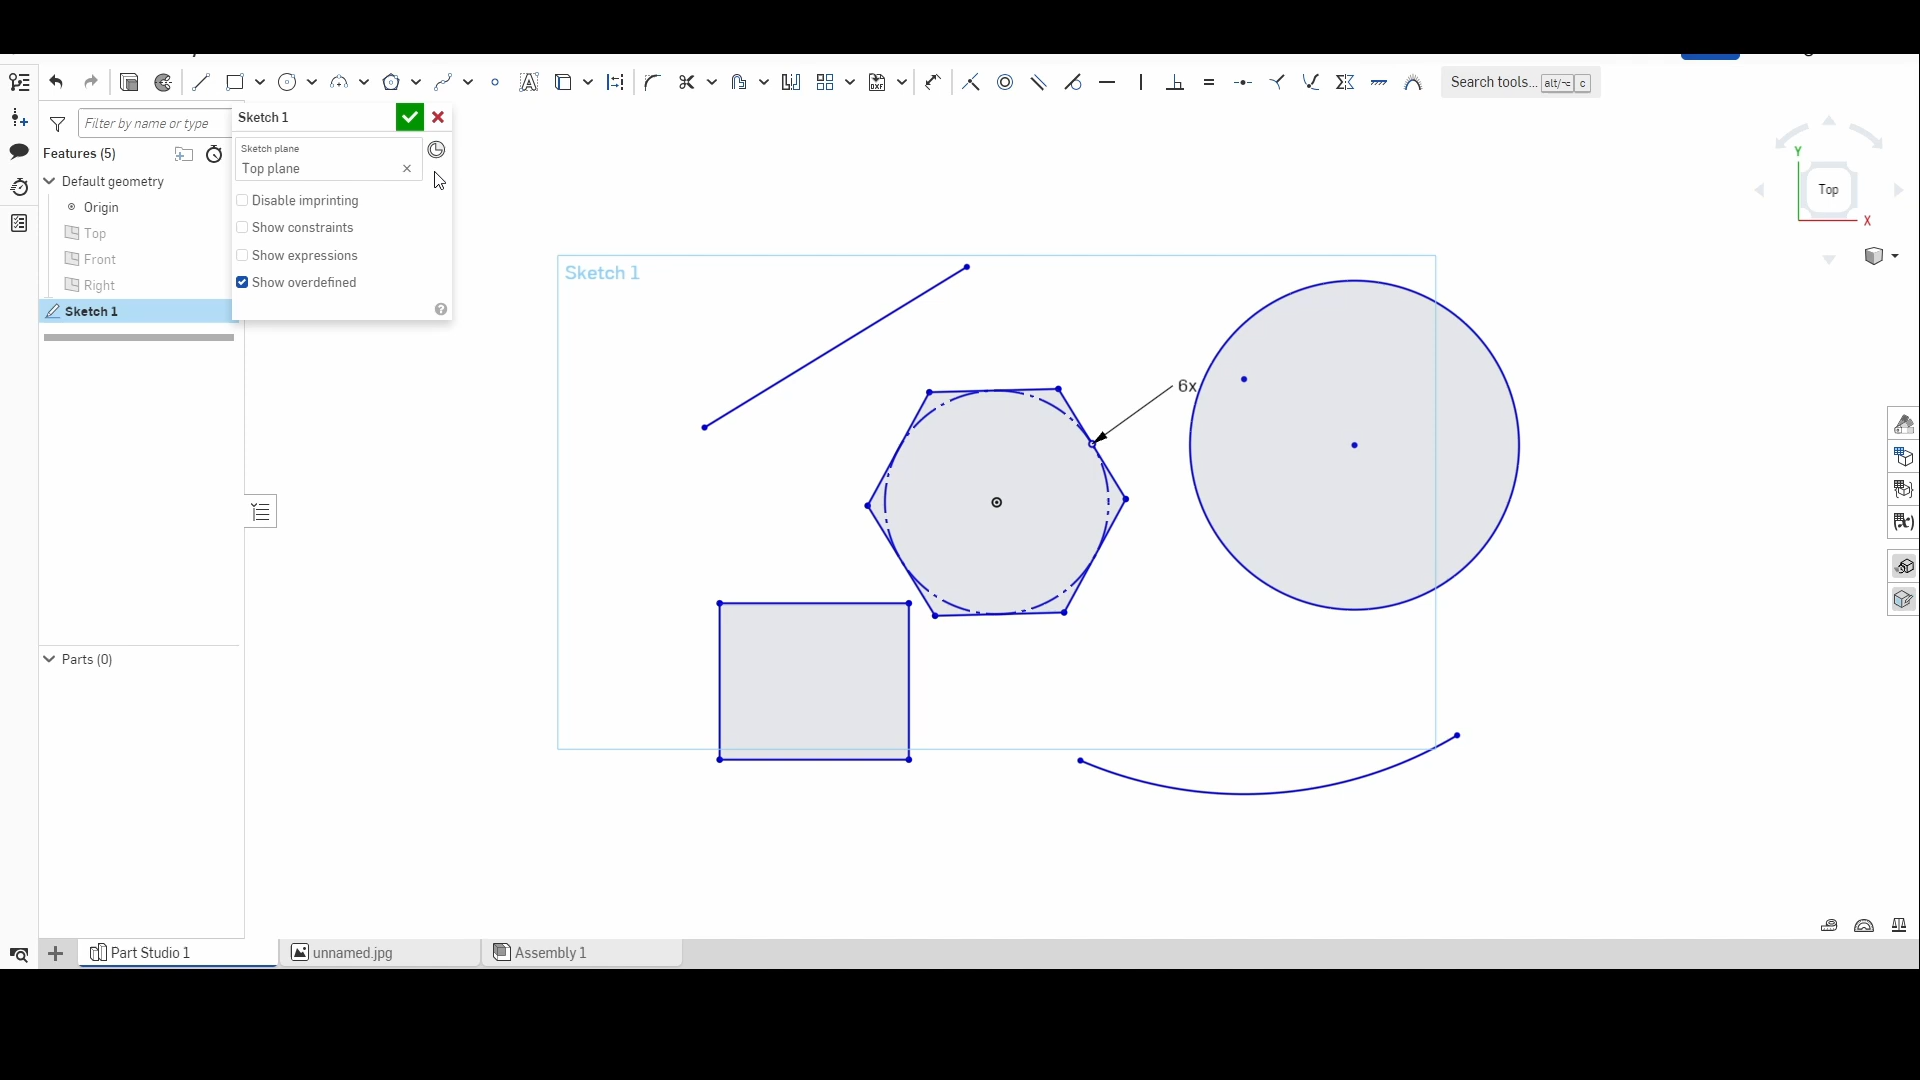 Search tools... alt/⌥ c
Sketch 1
Filter by name or type
Sketch plane
Top plane
Features (5)
Default geometry
Disable imprinting
Origin
Show constraints
Top
Show expressions
Front
Show overdefined
Right
Sketch 1
Sketch 1
6x
Y
Top
X
Parts (0)
Part Studio 1
unnamed.jpg
Assembly 1